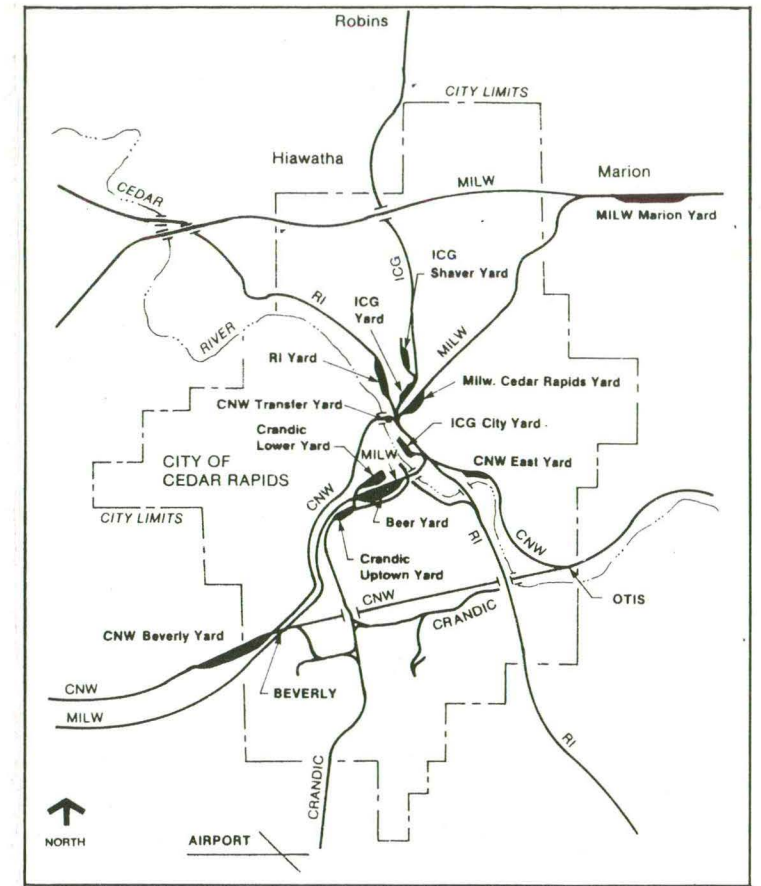 Robins
CITY LIMITS
Hiawatha
Marion
MILW
CEDAR
MILW Marion Yard
ICG
ICG
Shaver Yard
RI
ICG
Yard
MILW
RIVER
RI Yard
Milw. Cedar Rapids Yard
CNW Transfer Yard
ICG City Yard
Crandic
Lower Yard
MILW
CITY OF
CEDAR RAPIDS
CNW East Yard
CNW
CITY LIMITS
Beer Yard
RI
CNW
Crandic
Uptown Yard
OTIS
CNW
CRANDIC
CNW Beverly Yard
CNW
BEVERLY
MILW
RI
CRANDIC
NORTH
AIRPORT